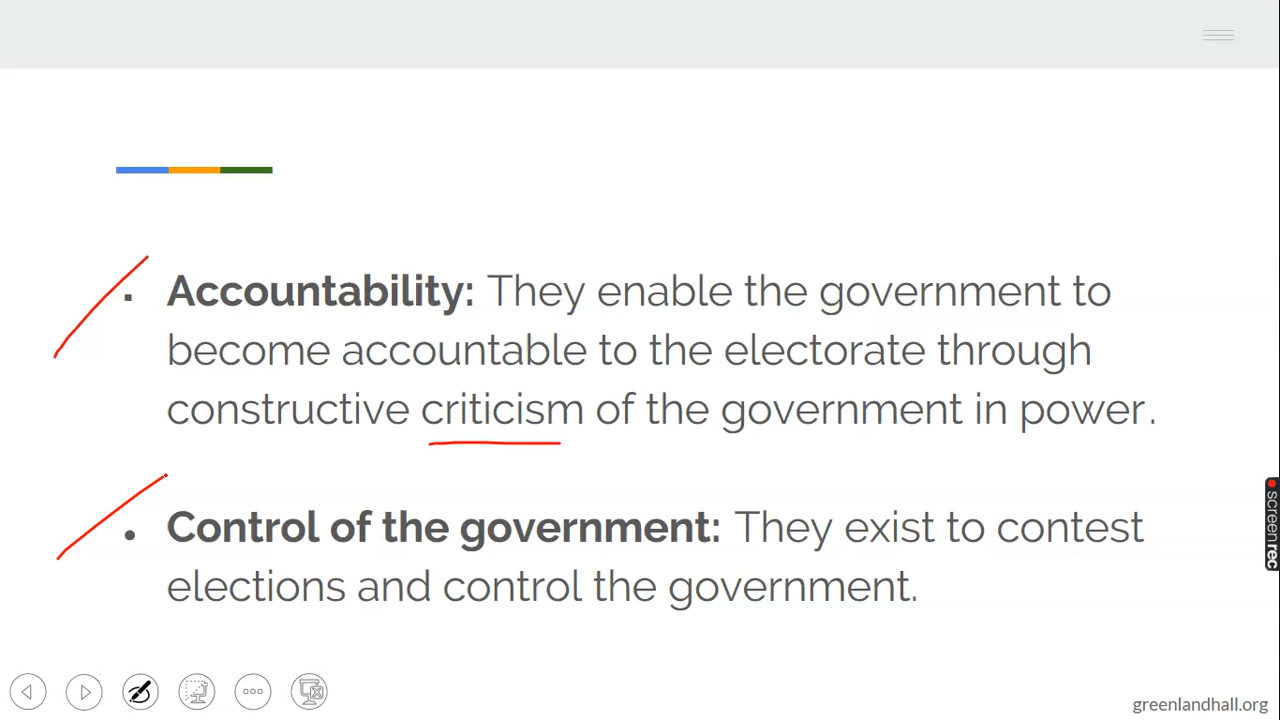 ▪ Accountability: They enable the government to
become accountable to the electorate through
constructive criticism of the government in power.
• Control of the government: They exist to contest
elections and control the government.
screenrec
greenlandhall.org